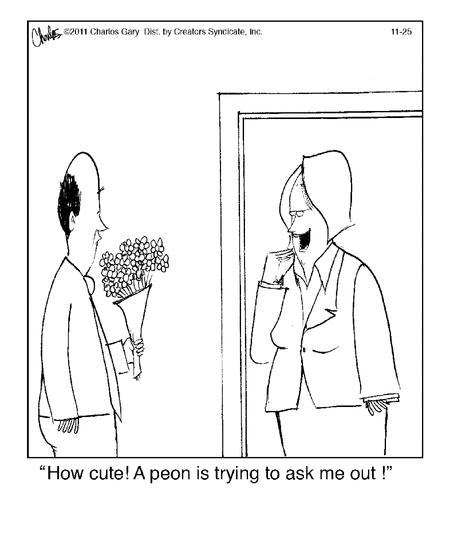 Charles ©2011 Charlos Gary Dist. by Creators Syndicate, Inc. 11-25
“How cute! A peon is trying to ask me out !”